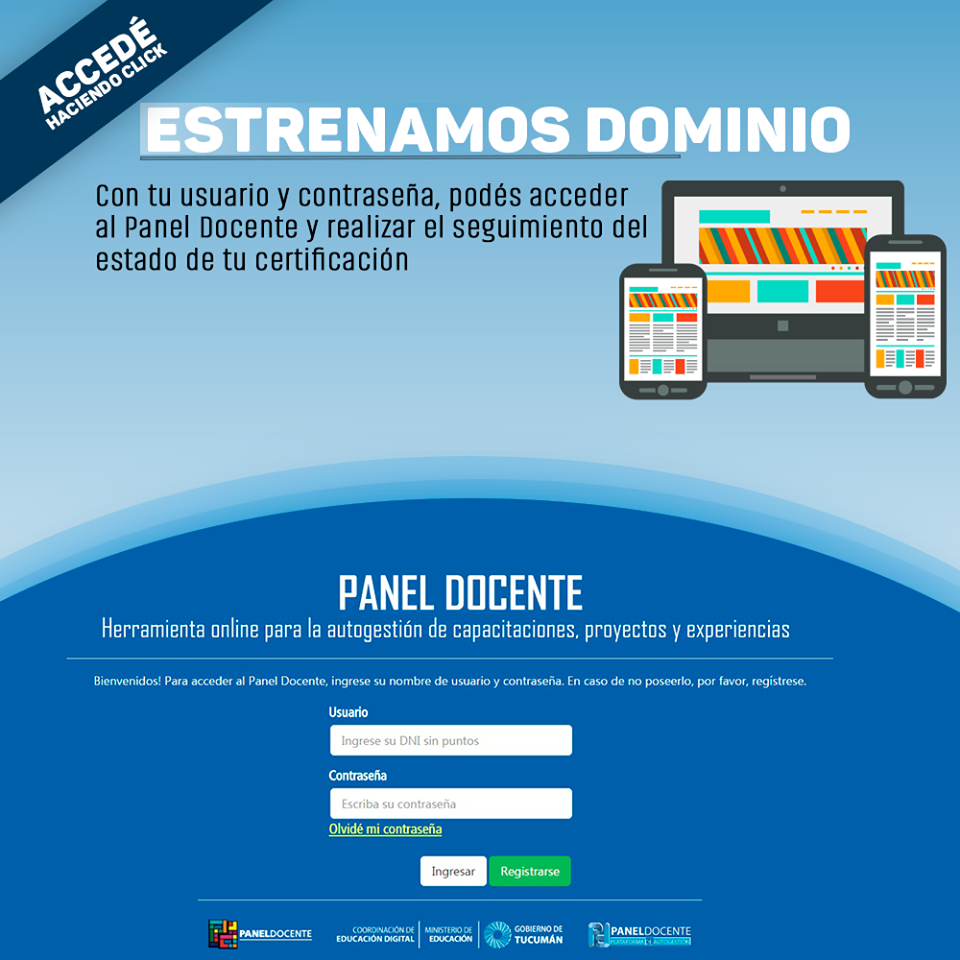 ACCEDÉ
HACIENDO CLICK
ESTRENAMOS DOMINIO
Con tu usuario y contraseña, podés acceder
al Panel Docente y realizar el seguimiento del
estado de tu certificación
PANEL DOCENTE
Herramienta online para la autogestión de capacitaciones, proyectos y experiencias
Bienvenidos! Para acceder al Panel Docente, ingrese su nombre de usuario y contraseña. En caso de no poseerlo, por favor, regístrese.
Usuario
Ingrese su DNI sin puntos
Contraseña
Escriba su contraseña
Olvidé mi contraseña
Ingresar Registrarse
PANELDOCENTE
COORDINACIÓN DE
EDUCACIÓN DIGITAL
MINISTERIO DE
EDUCACIÓN
GOBIERNO DE
TUCUMÁN
PANELDOCENTE
PLATAFORMA DE AUTOGESTIÓN